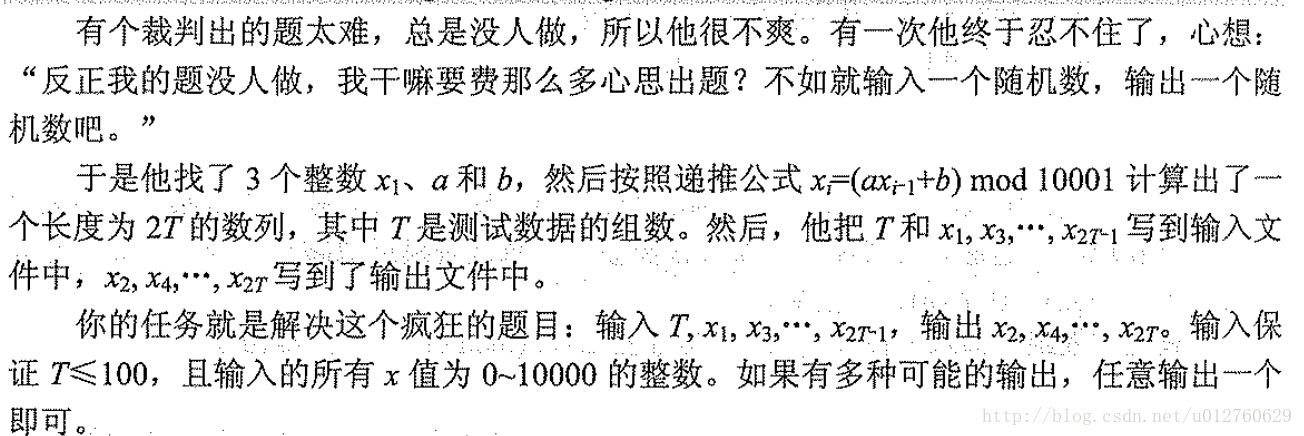 有个裁判出的题太难，总是没人做，所以他很不爽。有一次他终于忍不住了，心想：
“反正我的题没人做，我干嘛要费那么多心思出题？不如就输入一个随机数，输出一个随
机数吧。”
于是他找了 3 个整数 x₁、a 和 b，然后按照递推公式 xᵢ=(axᵢ₋₁+b) mod 10001 计算出了一
个长度为 2T 的数列，其中 T 是测试数据的组数。然后，他把 T 和 x₁, x₃,…, x₂T₋₁ 写到输入文
件中，x₂, x₄,…, x₂T 写到了输出文件中。
你的任务就是解决这个疯狂的题目：输入 T, x₁, x₃,…, x₂T₋₁，输出 x₂, x₄,…, x₂T。输入保
证 T≤100，且输入的所有 x 值为 0~10000 的整数。如果有多种可能的输出，任意输出一个
即可。
http://blog.csdn.net/u012760629